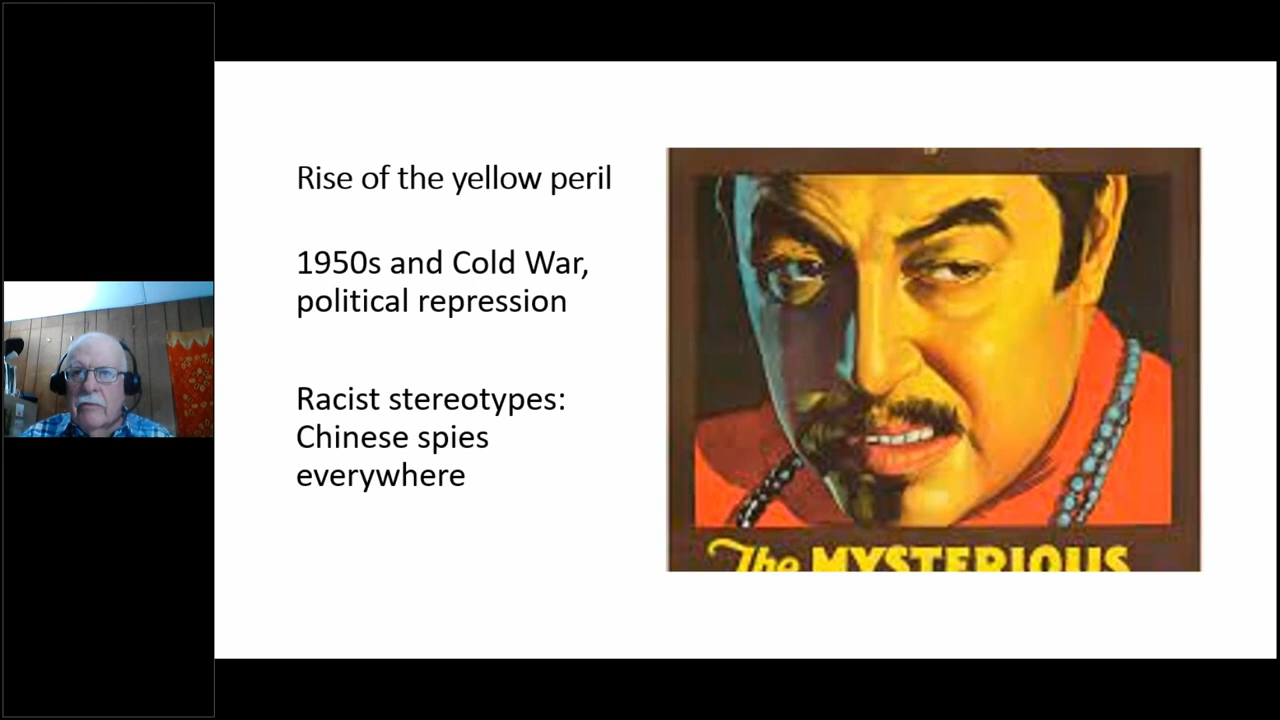 Rise of the yellow peril
1950s and Cold War,
political repression
Racist stereotypes:
Chinese spies
everywhere
The MYSTERIOUS